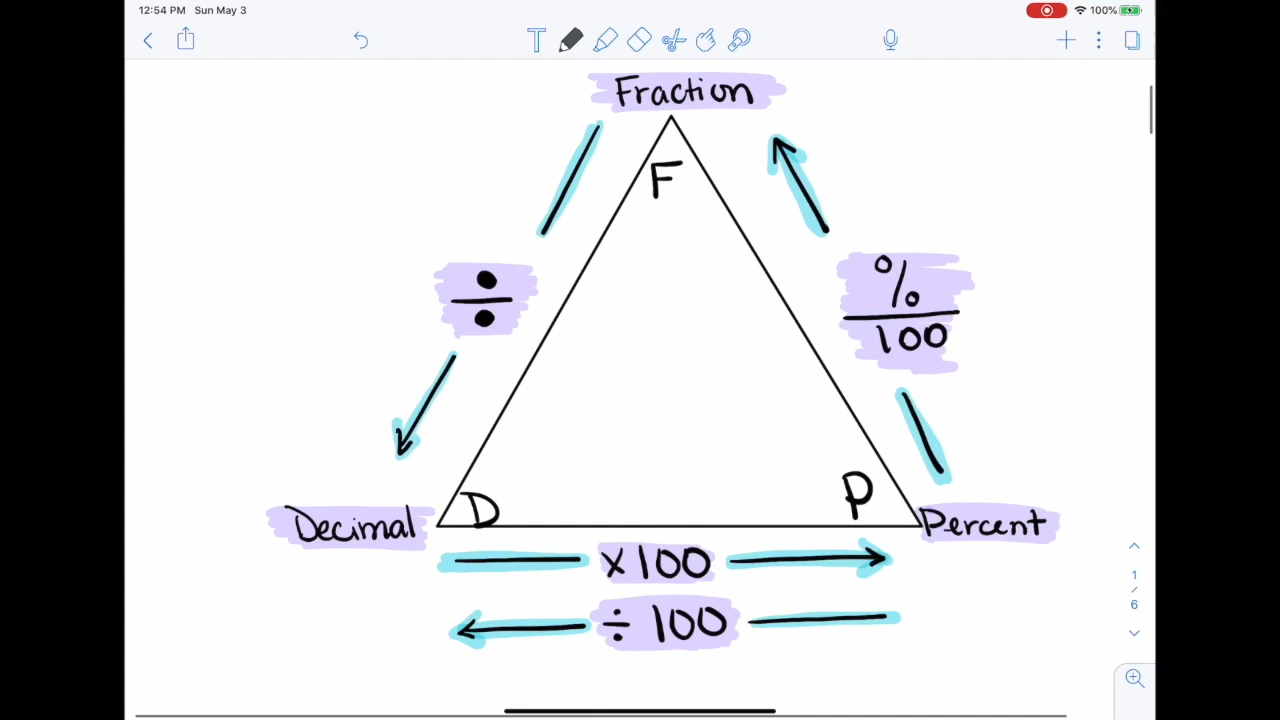 12:54 PM Sun May 3
100%
T
Fraction
F
÷
%
100
D
P
Decimal
Percent
x100
÷ 100
1
/
6